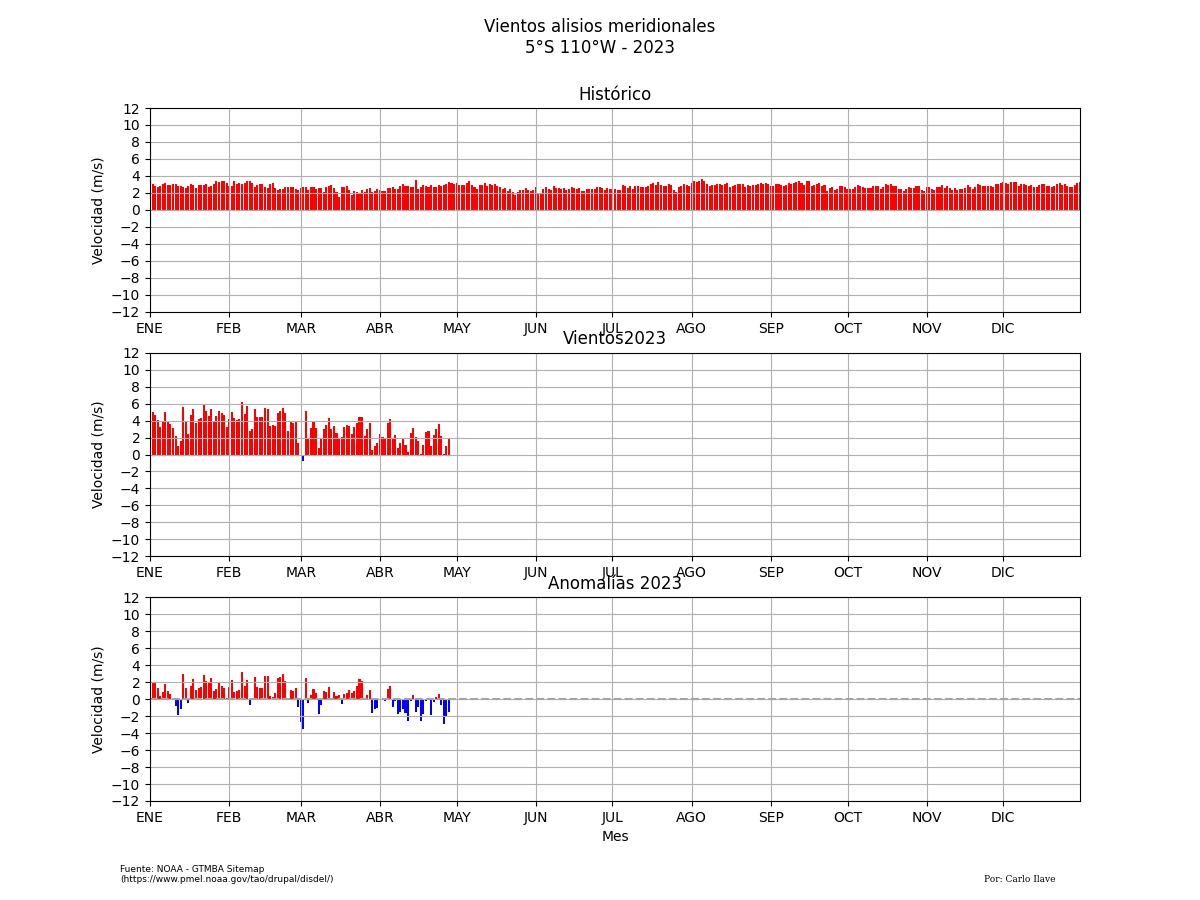 Vientos alisios meridionales
5°S 110°W - 2023
Histórico
12
10
8
6
4
2
0
−2
−4
−6
−8
−10
−12
Velocidad (m/s)
ENE FEB MAR ABR MAY JUN JUL AGO SEP OCT NOV DIC
Vientos2023
12
10
8
6
4
2
0
−2
−4
−6
−8
−10
−12
Velocidad (m/s)
ENE FEB MAR ABR MAY JUN JUL AGO SEP OCT NOV DIC
Anomalías 2023
12
10
8
6
4
2
0
−2
−4
−6
−8
−10
−12
Velocidad (m/s)
ENE FEB MAR ABR MAY JUN JUL AGO SEP OCT NOV DIC
Mes
Fuente: NOAA - GTMBA Sitemap
(https://www.pmel.noaa.gov/tao/drupal/disdel/)
Por: Carlo Ilave